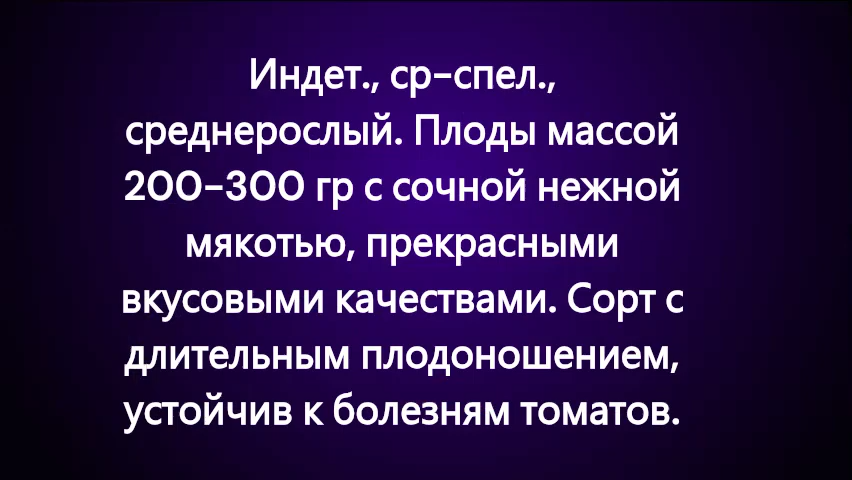 Индет., ср-спел.,
среднерослый. Плоды массой
200-300 гр с сочной нежной
мякотью, прекрасными
вкусовыми качествами. Сорт с
длительным плодоношением,
устойчив к болезням томатов.